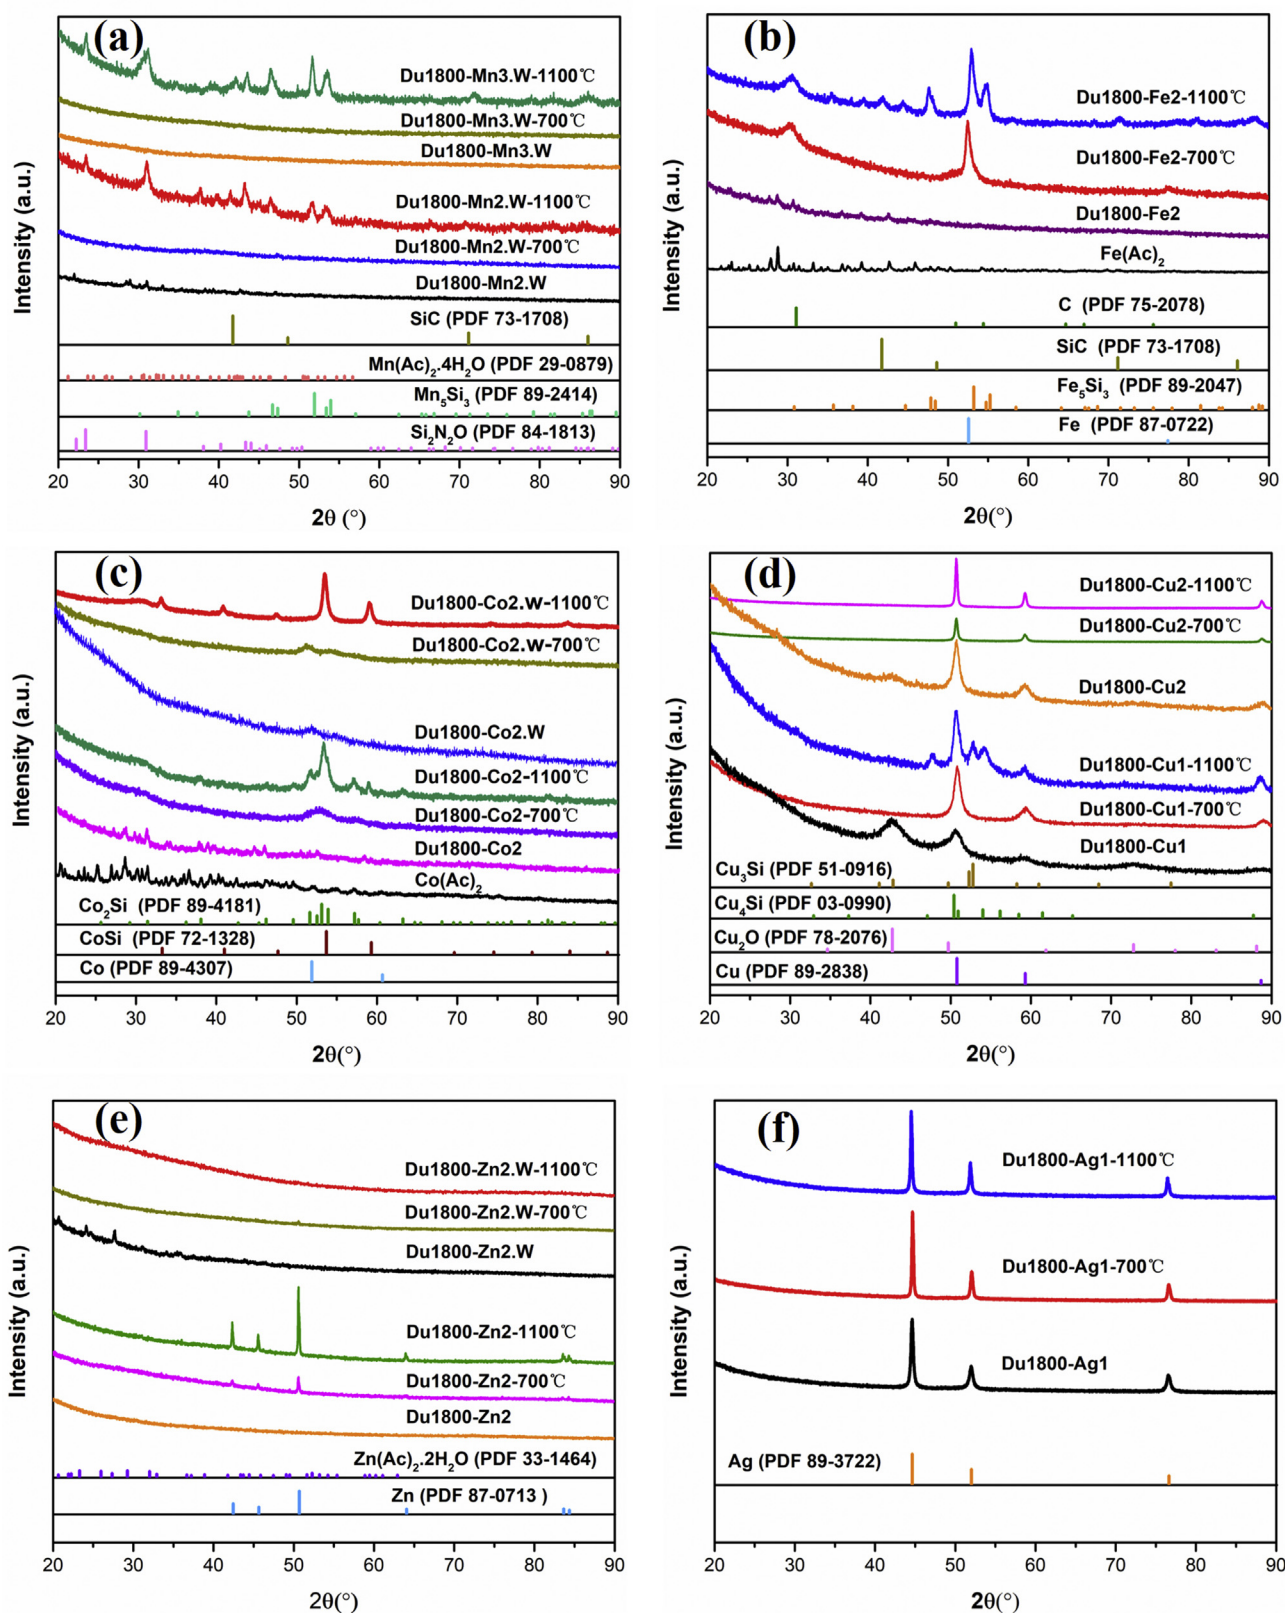 (a)
Du1800-Mn3.W-1100℃
Du1800-Mn3.W-700℃
Du1800-Mn3.W
Du1800-Mn2.W-1100℃
Du1800-Mn2.W-700℃
Du1800-Mn2.W
SiC (PDF 73-1708)
Mn(Ac)₂.4H₂O (PDF 29-0879)
Mn₅Si₃ (PDF 89-2414)
Si₂N₂O (PDF 84-1813)
Intensity (a.u.)
20 30 40 50 60 70 80 90
2θ (°)
(b)
Du1800-Fe2-1100℃
Du1800-Fe2-700℃
Du1800-Fe2
Fe(Ac)₂
C (PDF 75-2078)
SiC (PDF 73-1708)
Fe₅Si₃ (PDF 89-2047)
Fe (PDF 87-0722)
Intensity (a.u.)
20 30 40 50 60 70 80 90
2θ(°)
(c)
Du1800-Co2.W-1100℃
Du1800-Co2.W-700℃
Du1800-Co2.W
Du1800-Co2-1100℃
Du1800-Co2-700℃
Du1800-Co2
Co(Ac)₂
Co₂Si (PDF 89-4181)
CoSi (PDF 72-1328)
Co (PDF 89-4307)
Intensity (a.u.)
20 30 40 50 60 70 80 90
2θ(°)
(d)
Du1800-Cu2-1100℃
Du1800-Cu2-700℃
Du1800-Cu2
Du1800-Cu1-1100℃
Du1800-Cu1-700℃
Du1800-Cu1
Cu₃Si (PDF 51-0916)
Cu₄Si (PDF 03-0990)
Cu₂O (PDF 78-2076)
Cu (PDF 89-2838)
Intensity (a.u.)
20 30 40 50 60 70 80 90
2θ(°)
(e)
Du1800-Zn2.W-1100℃
Du1800-Zn2.W-700℃
Du1800-Zn2.W
Du1800-Zn2-1100℃
Du1800-Zn2-700℃
Du1800-Zn2
Zn(Ac)₂.2H₂O (PDF 33-1464)
Zn (PDF 87-0713 )
Intensity (a.u.)
20 30 40 50 60 70 80 90
2θ(°)
(f)
Du1800-Ag1-1100℃
Du1800-Ag1-700℃
Du1800-Ag1
Ag (PDF 89-3722)
Intensity (a.u.)
20 30 40 50 60 70 80 90
2θ(°)